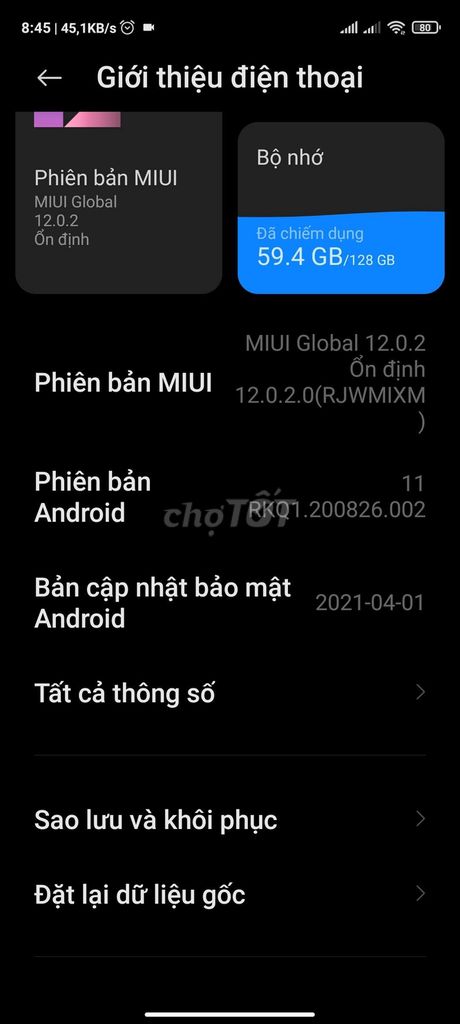 8:45 | 45,1KB/s
80
Giới thiệu điện thoại
Phiên bản MIUI
MIUI Global
12.0.2
Ổn định
Bộ nhớ
Đã chiếm dụng
59.4 GB/128 GB
Phiên bản MIUI
MIUI Global 12.0.2
Ổn định
12.0.2.0(RJWMIXM
)
Phiên bản
Android
11
RKQ1.200826.002
chợTỐT
Bản cập nhật bảo mật
Android
2021-04-01
Tất cả thông số
Sao lưu và khôi phục
Đặt lại dữ liệu gốc